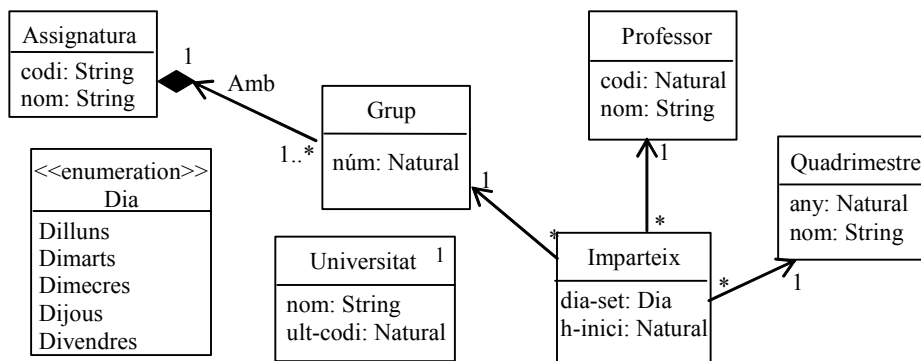 Assignatura
codi: String
nom: String
1
Amb
1..*
Grup
núm: Natural
1
Professor
codi: Natural
nom: String
1
*
Quadrimestre
any: Natural
nom: String
1
*
<<enumeration>>
Dia
Dilluns
Dimarts
Dimecres
Dijous
Divendres
Universitat 1
nom: String
ult-codi: Natural
*
Imparteix
dia-set: Dia
h-inici: Natural